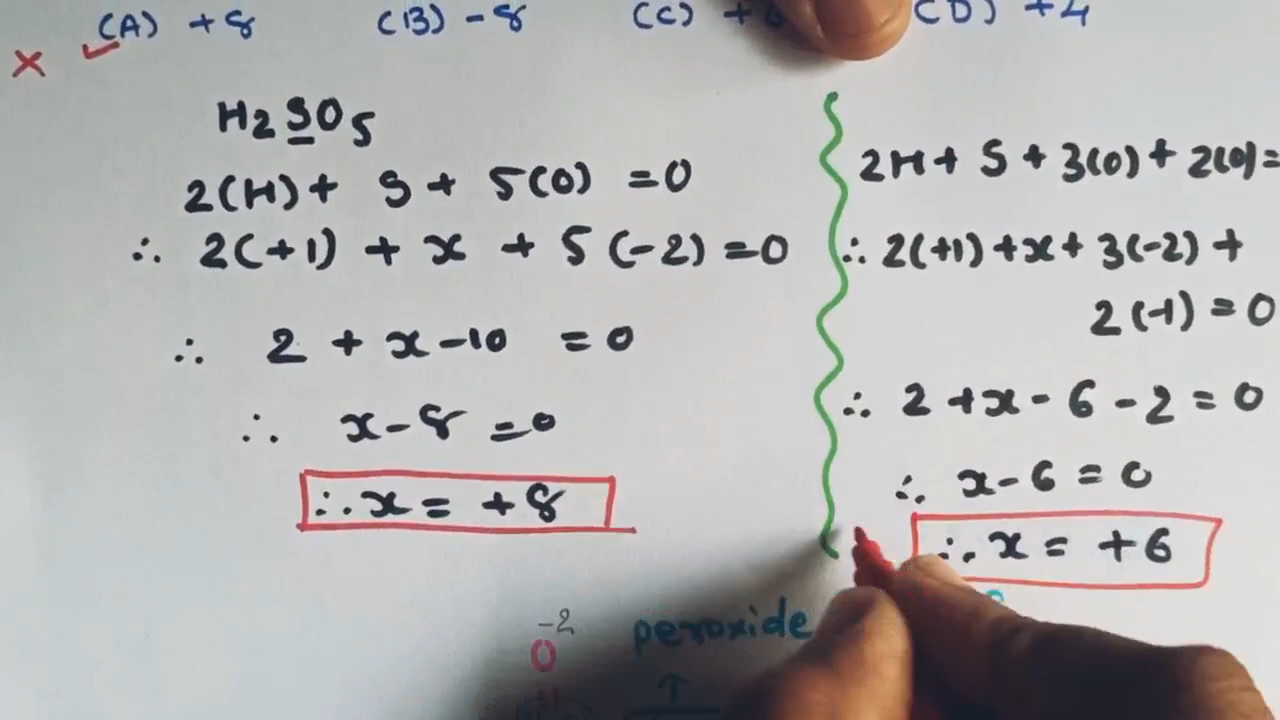 (A) +8 (B) -8 (C) + (D) +4
×
H₂SO₅
2(H)+ S + 5(O) =0
∴ 2(+1) + x + 5(-2) =0
∴ 2 + x -10 = 0
∴ x-8 =0
∴ x = +8
2H + S + 3(O) + 2(O) =
∴ 2(+1) +x+ 3(-2) +
2(-1) = 0
∴ 2 +x - 6 - 2 = 0
∴ x-6 = 0
∴ x = +6
-2
O
peroxide